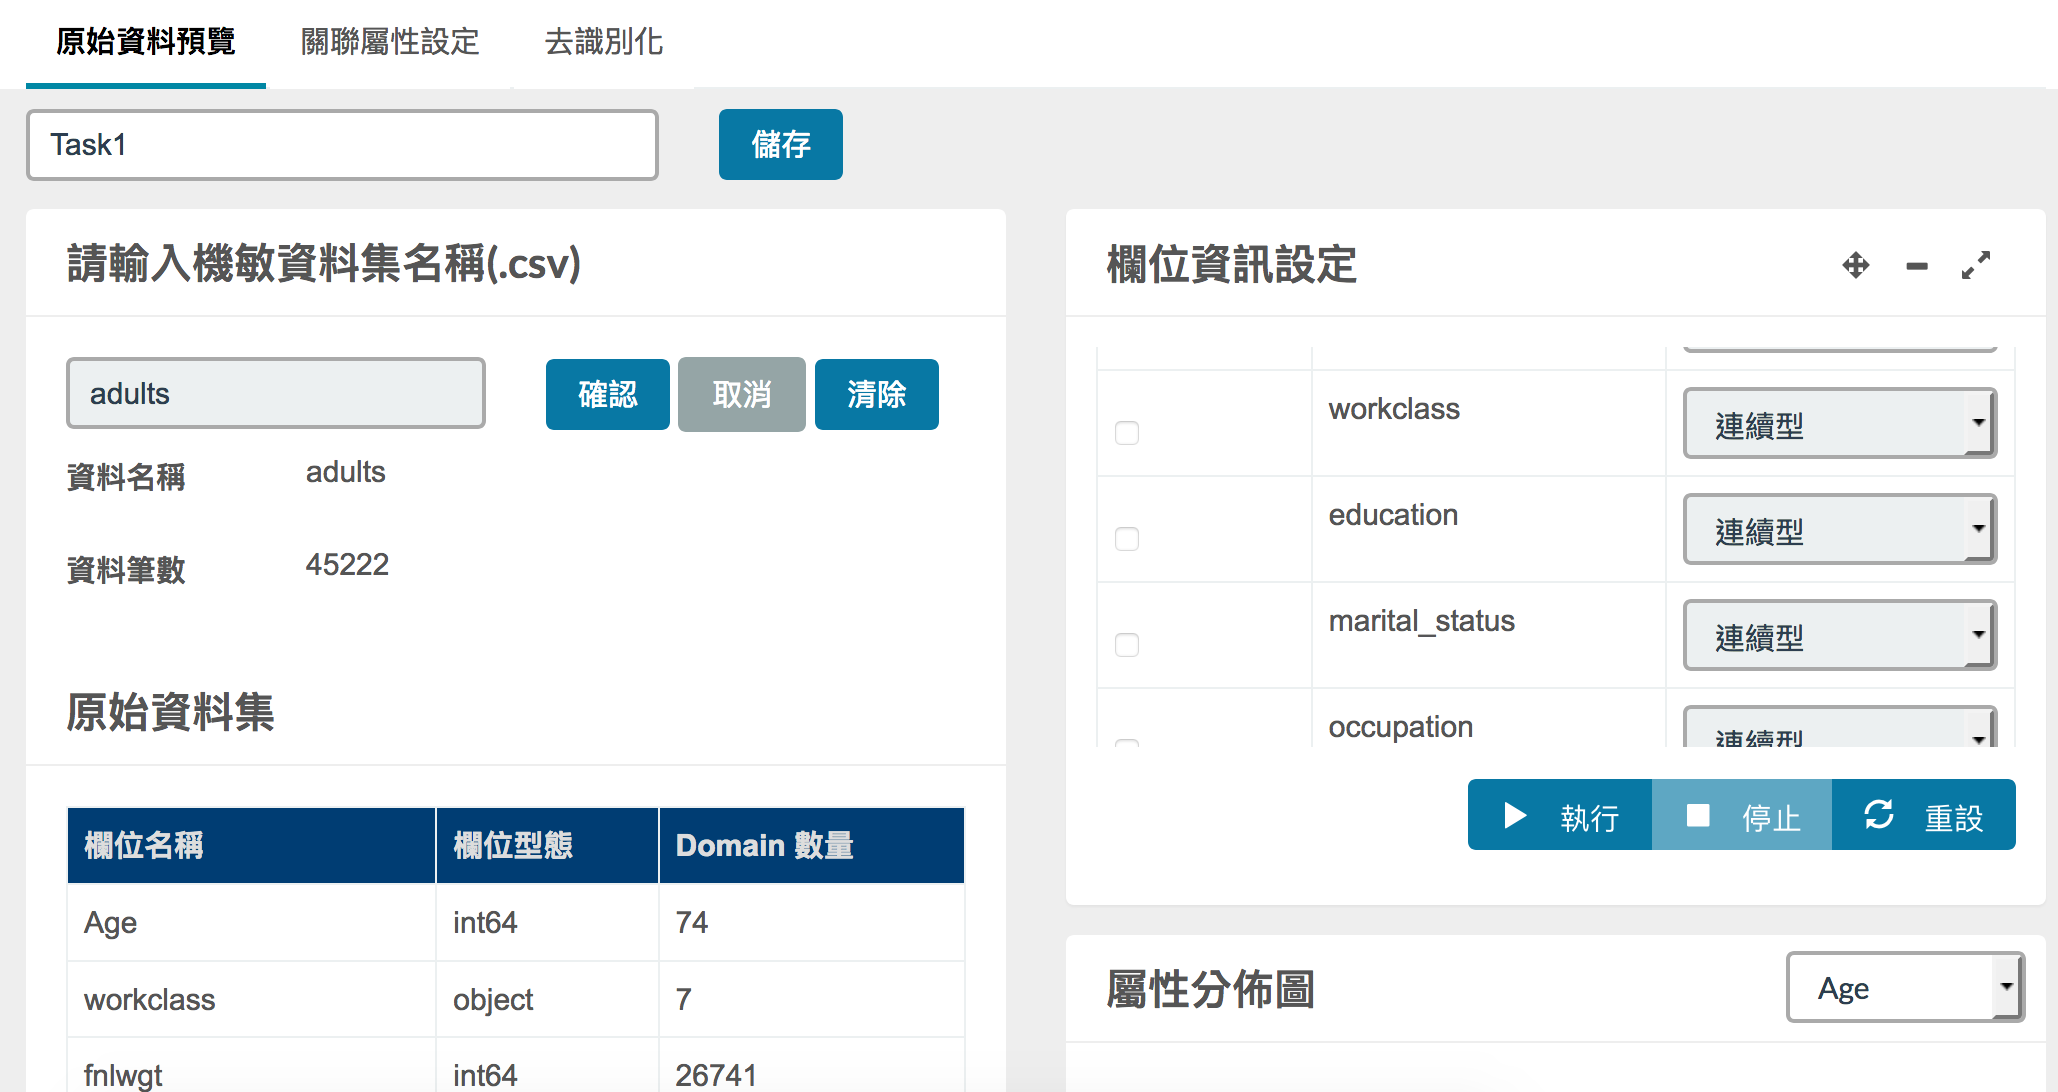 原始資料預覽 關聯屬性設定 去識別化
Task1 儲存
請輸入機敏資料集名稱(.csv)
adults 確認 取消 清除
資料名稱 adults
資料筆數 45222
原始資料集
欄位名稱 欄位型態 Domain 數量
Age int64 74
workclass object 7
fnlwgt int64 26741
欄位資訊設定
workclass 連續型
education 連續型
marital_status 連續型
occupation 連續型
執行 停止 重設
屬性分佈圖 Age